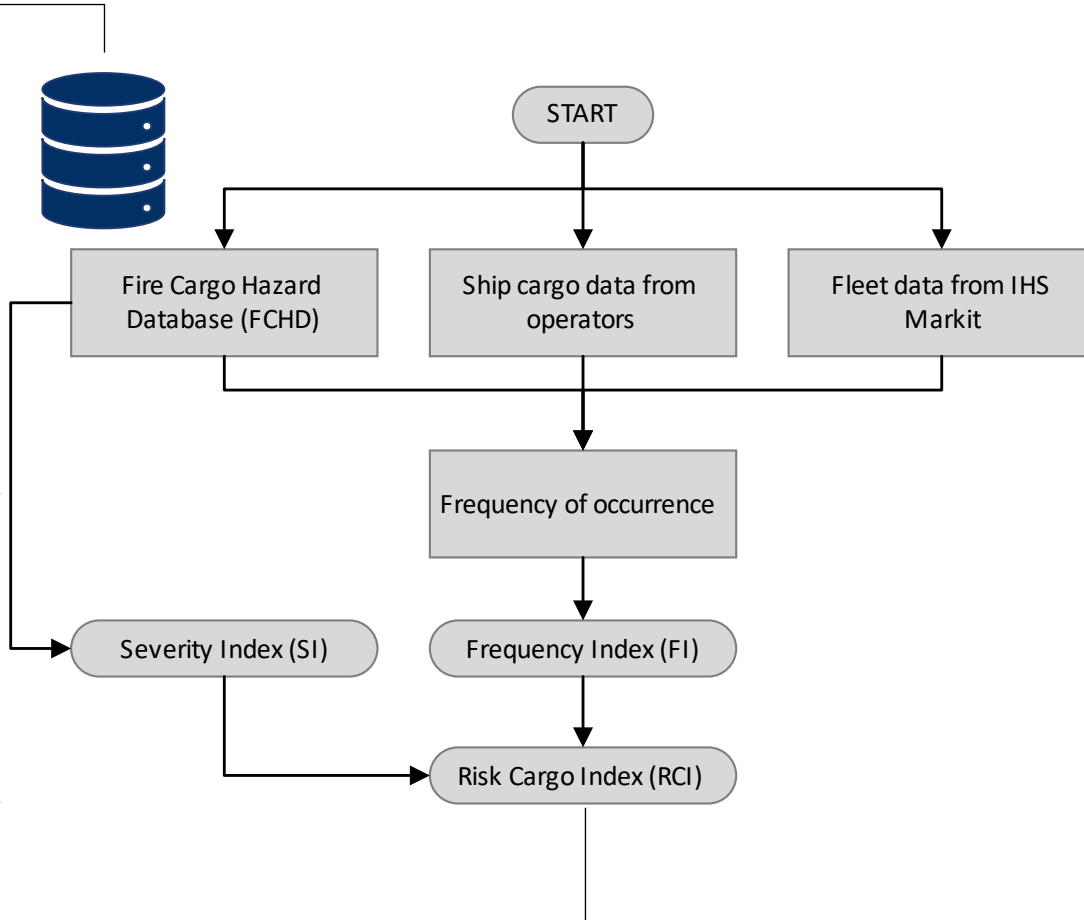 START
Fire Cargo Hazard
Database (FCHD)
Ship cargo data from
operators
Fleet data from IHS
Markit
Frequency of occurrence
Severity Index (SI)
Frequency Index (FI)
Risk Cargo Index (RCI)